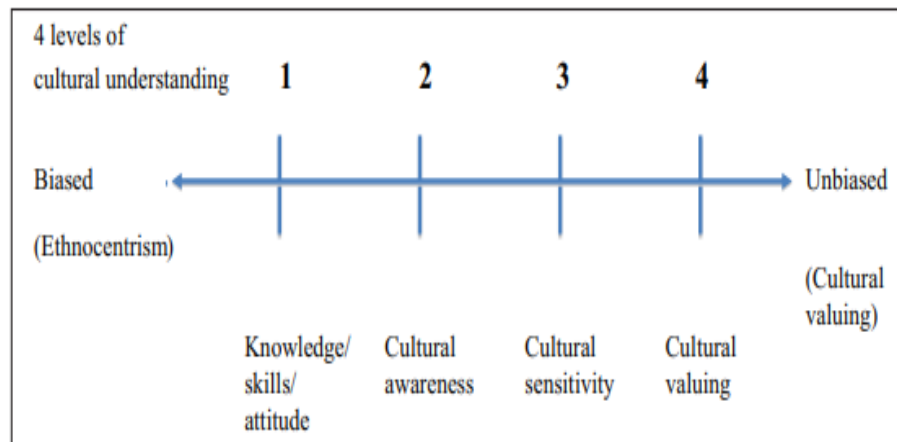 4 levels of
cultural understanding
1
2
3
4
Biased
Unbiased
(Ethnocentrism)
(Cultural
valuing)
Knowledge/
skills/
attitude
Cultural
awareness
Cultural
sensitivity
Cultural
valuing